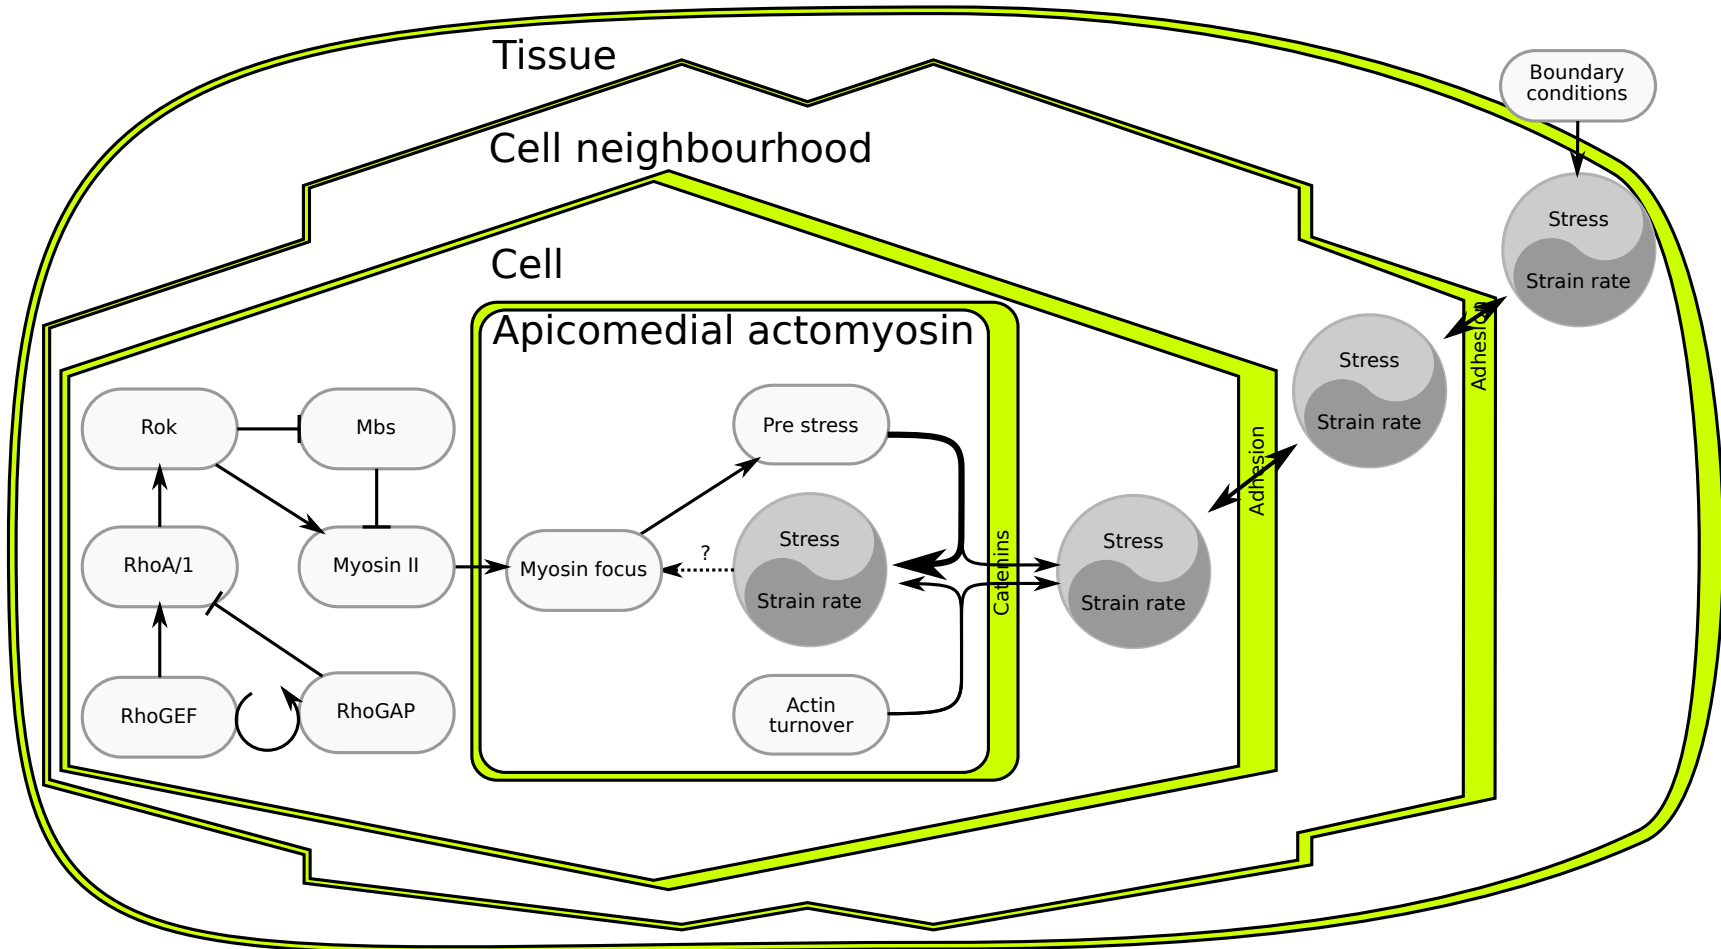 Tissue
Boundary
conditions
Cell neighbourhood
Stress
Strain rate
Cell
Apicomedial actomyosin
Adhesion
Stress
Strain rate
Rok
Mbs
Pre stress
Adhesion
RhoA/1
Myosin II
Myosin focus
?
Stress
Strain rate
Catenins
Stress
Strain rate
RhoGEF
RhoGAP
Actin
turnover